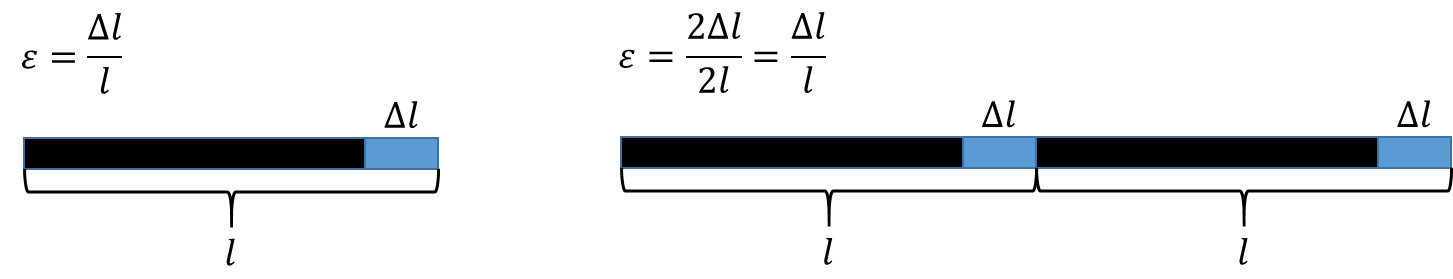 ε = Δl/l
Δl
l
ε = 2Δl/2l = Δl/l
Δl Δl
l l